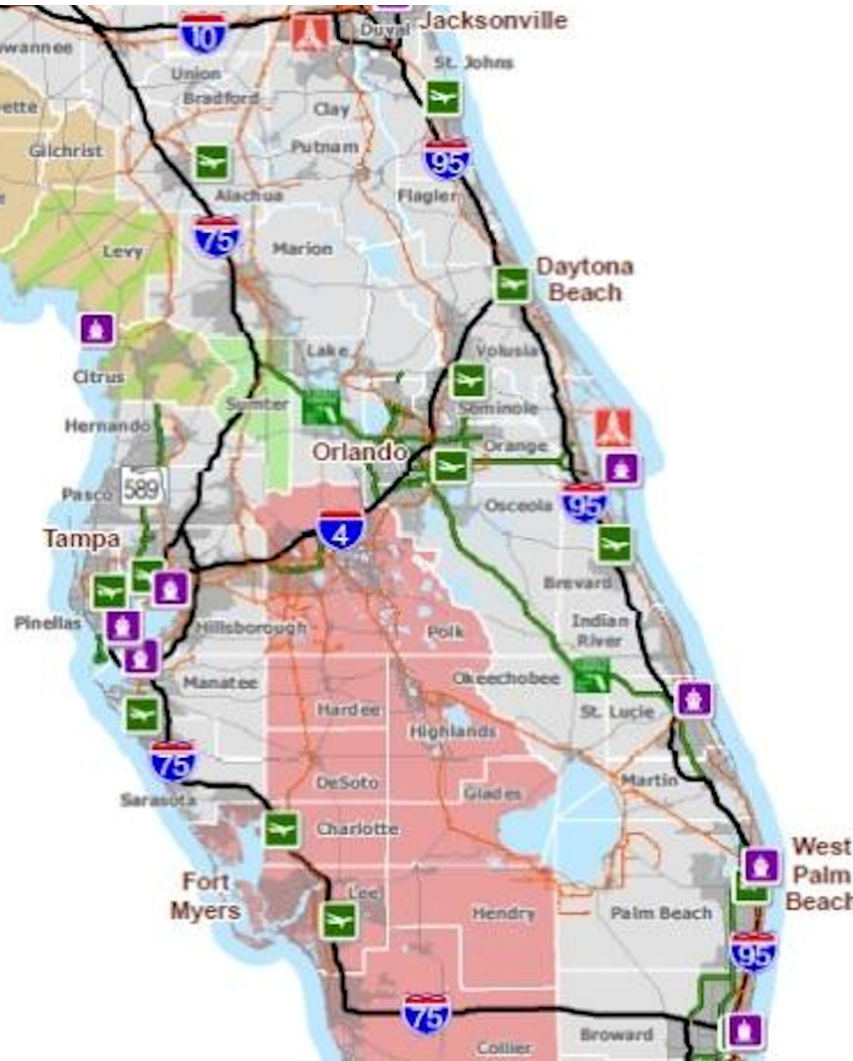 Jacksonville
Duval
10
wannee
St. Johns
Union
Bradford
ette
Clay
Gilchrist
Putnam
95
Alachua
Flagler
75
Levy
Marion
Daytona
Beach
Lake
Volusia
Citrus
Sumter
Seminole
Hernando
Orlando
Orange
589
Pasco
95
Osceola
4
Tampa
Brevard
Pinellas
Hillsborough
Polk
Indian
River
Manatee
Okeechobee
Hardee
St. Lucie
Highlands
75
DeSoto
Martin
Sarasota
Glades
Charlotte
West
Palm
Beach
Fort
Myers
Lee
Hendry
Palm Beach
95
75
Broward
Collier